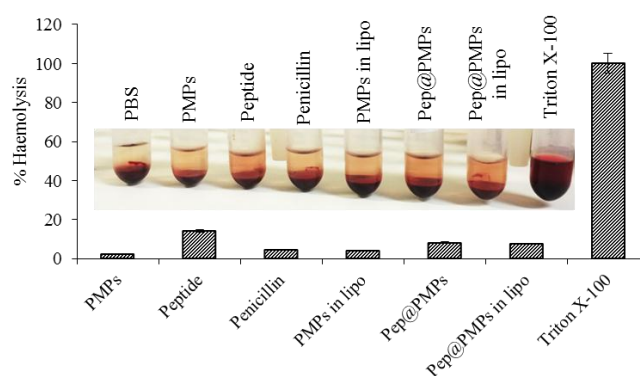 120
100
80
60
40
20
0
% Haemolysis
PBS
PMPs
Peptide
Penicillin
PMPs in lipo
Pep@PMPs
Pep@PMPs
in lipo
Triton X-100
PMPs
Peptide
Penicillin
PMPs in lipo
Pep@PMPs
Pep@PMPs in lipo
Triton X-100